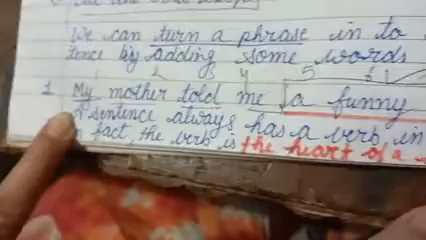 We can turn a phrase in to
tence by adding some words
1 2 3 4 5 6
1. My mother told me a funny
A sentence always has a verb in
fact, the verb is the heart of a